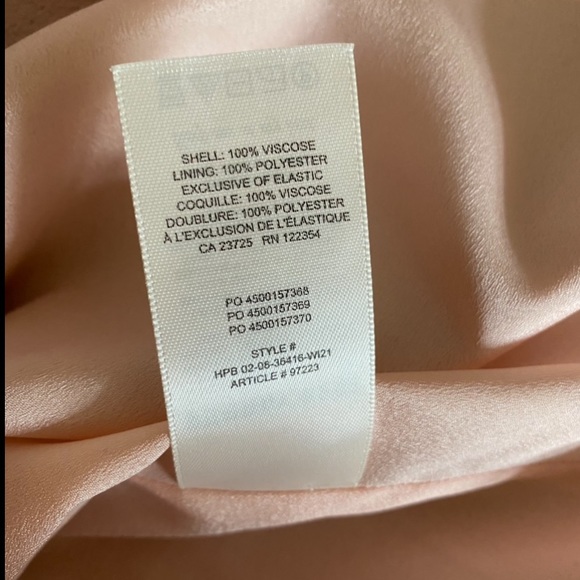 SHELL: 100% VISCOSE
LINING: 100% POLYESTER
EXCLUSIVE OF ELASTIC
COQUILLE: 100% VISCOSE
DOUBLURE: 100% POLYESTER
À L'EXCLUSION DE L'ÉLASTIQUE
CA 23725 RN 122354
PO 4500157368
PO 4500157369
PO 4500157370
STYLE #
HPB 02-08-36416-WI21
ARTICLE # 97223